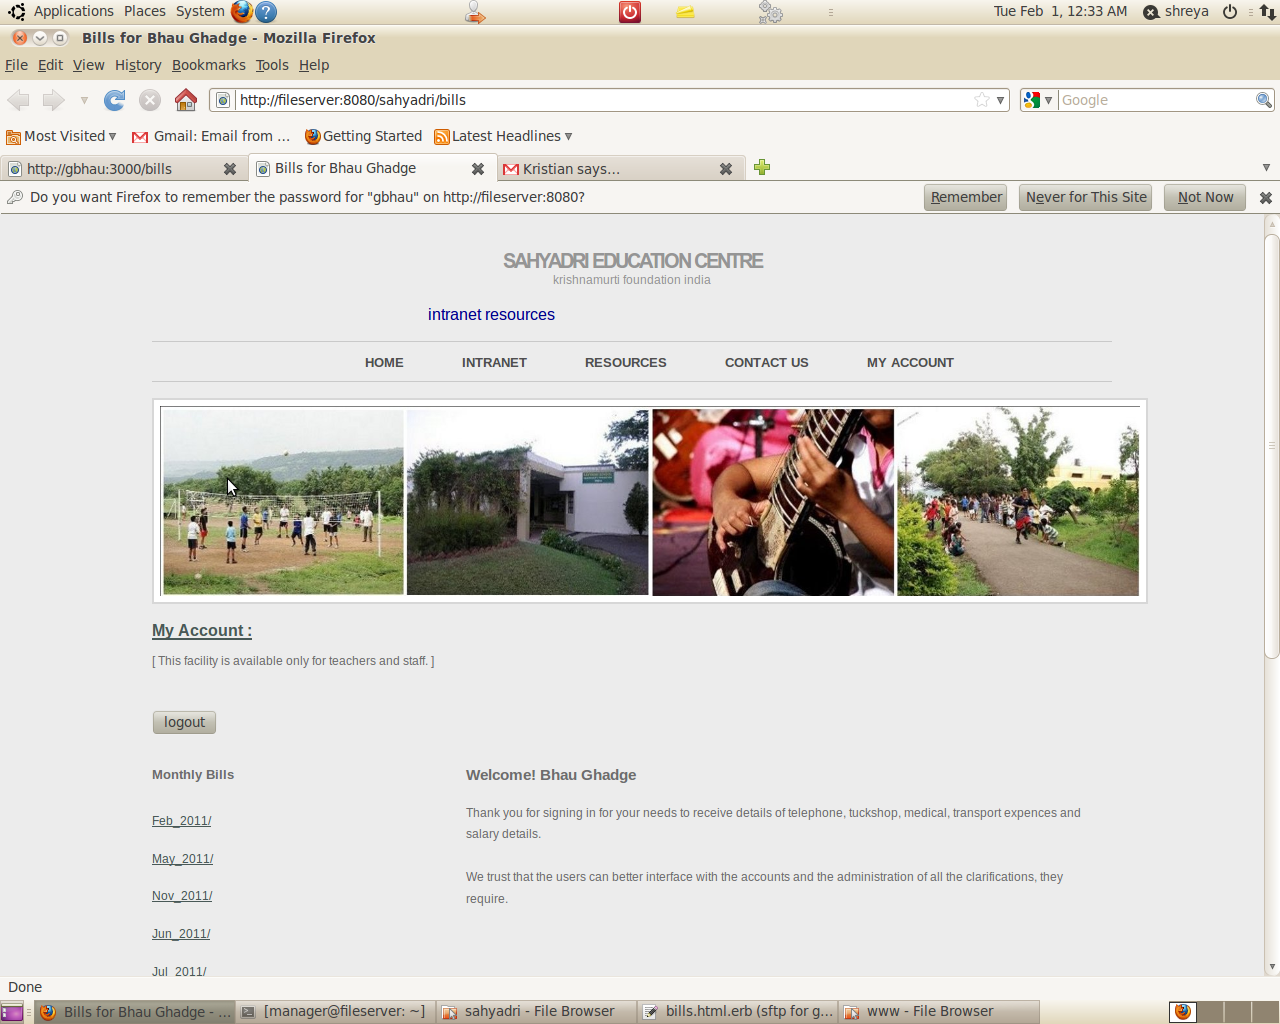 Applications Places System
Tue Feb 1, 12:33 AM shreya
Bills for Bhau Ghadge - Mozilla Firefox
File Edit View History Bookmarks Tools Help
http://fileserver:8080/sahyadri/bills
Google
Most Visited Gmail: Email from ... Getting Started Latest Headlines
http://gbhau:3000/bills
Bills for Bhau Ghadge
Kristian says...
Do you want Firefox to remember the password for "gbhau" on http://fileserver:8080?
Remember Never for This Site Not Now
SAHYADRI EDUCATION CENTRE
krishnamurti foundation india
intranet resources
HOME INTRANET RESOURCES CONTACT US MY ACCOUNT
My Account :
[ This facility is available only for teachers and staff. ]
logout
Monthly Bills
Feb_2011/
May_2011/
Nov_2011/
Jun_2011/
Jul_2011/
Welcome! Bhau Ghadge
Thank you for signing in for your needs to receive details of telephone, tuckshop, medical, transport expences and
salary details.
We trust that the users can better interface with the accounts and the administration of all the clarifications, they
require.
Done
Bills for Bhau Ghadge - ...
[manager@fileserver: ~]
sahyadri - File Browser
bills.html.erb (sftp for g...
www - File Browser